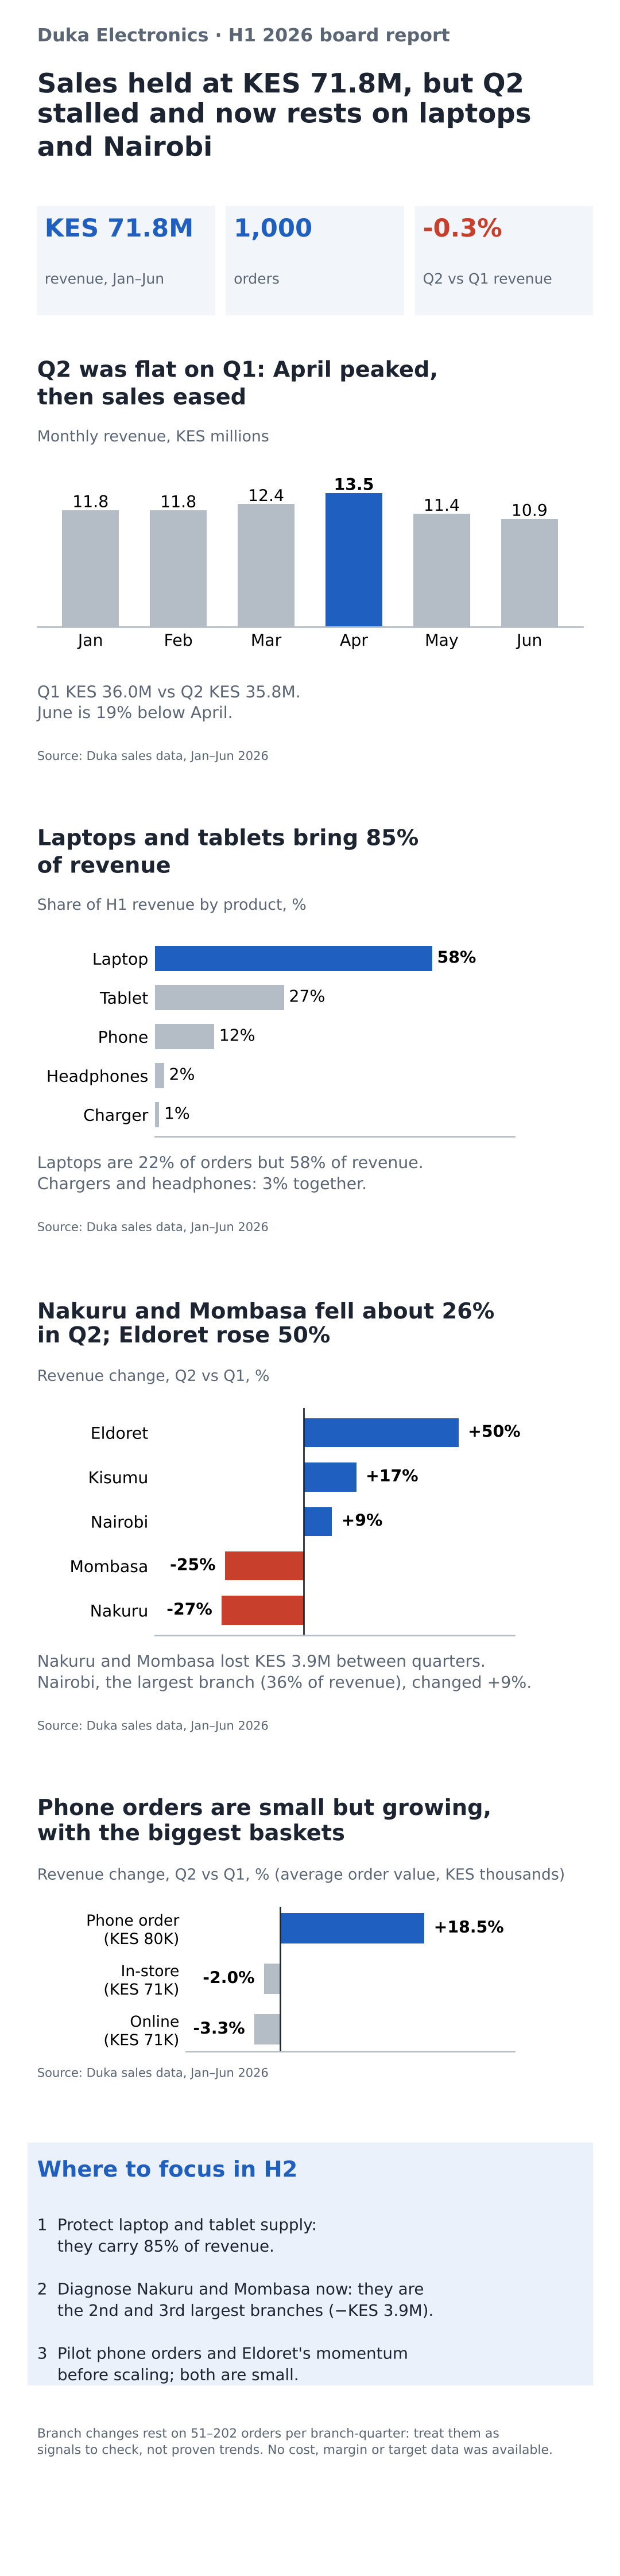 Duka Electronics · H1 2026 board report
Sales held at KES 71.8M, but Q2
stalled and now rests on laptops
and Nairobi
KES 71.8M
revenue, Jan–Jun
1,000
orders
-0.3%
Q2 vs Q1 revenue
Q2 was flat on Q1: April peaked,
then sales eased
Monthly revenue, KES millions
11.8
11.8
12.4
13.5
11.4
10.9
Jan
Feb
Mar
Apr
May
Jun
Q1 KES 36.0M vs Q2 KES 35.8M.
June is 19% below April.
Source: Duka sales data, Jan–Jun 2026
Laptops and tablets bring 85%
of revenue
Share of H1 revenue by product, %
Laptop 58%
Tablet 27%
Phone 12%
Headphones 2%
Charger 1%
Laptops are 22% of orders but 58% of revenue.
Chargers and headphones: 3% together.
Source: Duka sales data, Jan–Jun 2026
Nakuru and Mombasa fell about 26%
in Q2; Eldoret rose 50%
Revenue change, Q2 vs Q1, %
Eldoret +50%
Kisumu +17%
Nairobi +9%
Mombasa -25%
Nakuru -27%
Nakuru and Mombasa lost KES 3.9M between quarters.
Nairobi, the largest branch (36% of revenue), changed +9%.
Source: Duka sales data, Jan–Jun 2026
Phone orders are small but growing,
with the biggest baskets
Revenue change, Q2 vs Q1, % (average order value, KES thousands)
Phone order
(KES 80K)
+18.5%
In-store
(KES 71K)
-2.0%
Online
(KES 71K)
-3.3%
Source: Duka sales data, Jan–Jun 2026
Where to focus in H2
1 Protect laptop and tablet supply:
they carry 85% of revenue.
2 Diagnose Nakuru and Mombasa now: they are
the 2nd and 3rd largest branches (−KES 3.9M).
3 Pilot phone orders and Eldoret's momentum
before scaling; both are small.
Branch changes rest on 51–202 orders per branch-quarter: treat them as
signals to check, not proven trends. No cost, margin or target data was available.